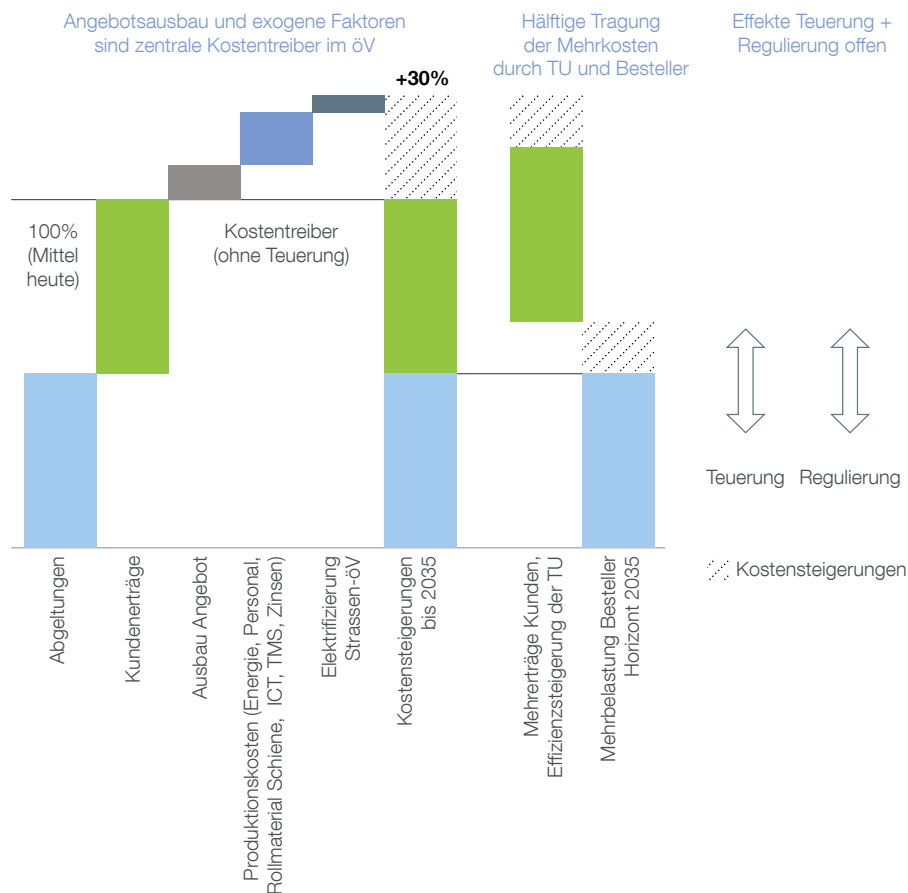 Angebotsausbau und exogene Faktoren
sind zentrale Kostentreiber im öV
Hälftige Tragung
der Mehrkosten
durch TU und Besteller
Effekte Teuerung +
Regulierung offen
+30%
100%
(Mittel
heute)
Kostentreiber
(ohne Teuerung)
Teuerung
Regulierung
Kostensteigerungen
Abgeltungen
Kundenerträge
Ausbau Angebot
Produktionskosten (Energie, Personal,
Rollmaterial Schiene, ICT, TMS, Zinsen)
Elektrifizierung
Strassen-öV
Kostensteigerungen
bis 2035
Mehrerträge Kunden,
Effizienzsteigerung der TU
Mehrbelastung Besteller
Horizont 2035